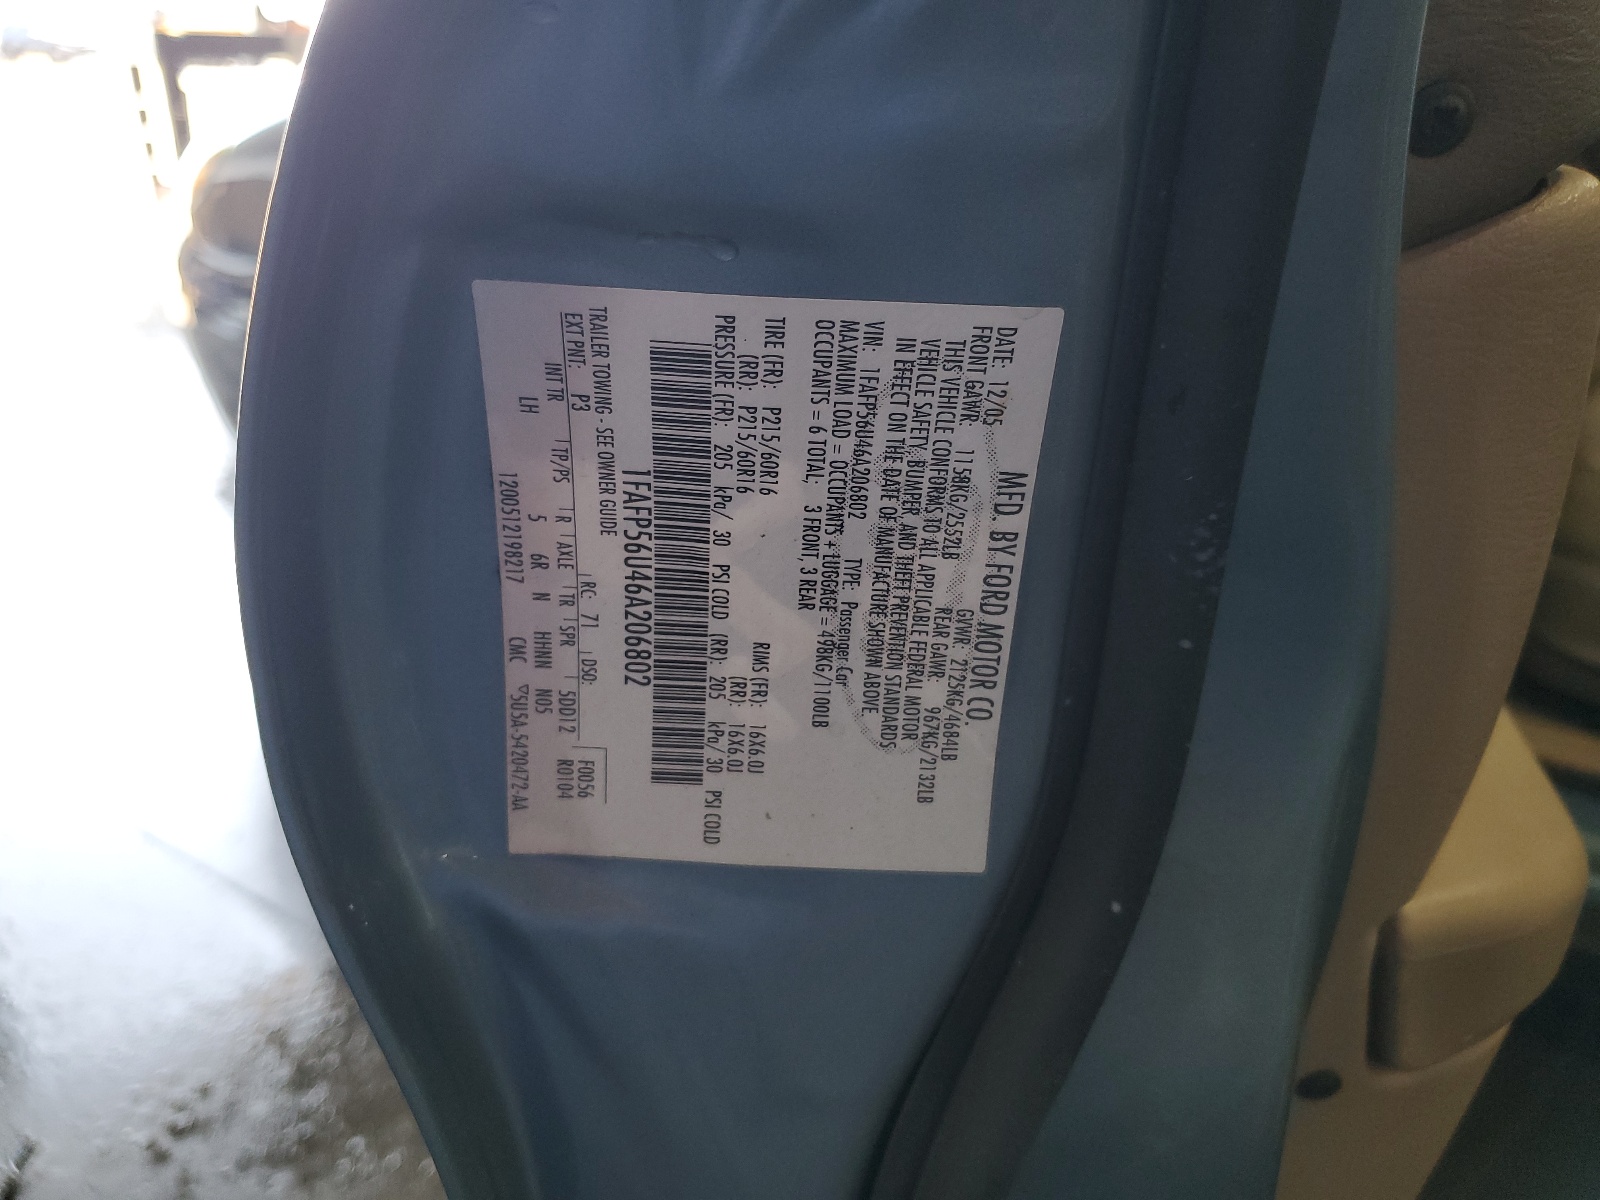 MFD. BY FORD MOTOR CO.
DATE: 12/05 GVWR: 2125KG/4684LB
FRONT GAWR: 1158KG/2552LB REAR GAWR: 967KG/2132LB
THIS VEHICLE CONFORMS TO ALL APPLICABLE FEDERAL MOTOR
VEHICLE SAFETY, BUMPER, AND THEFT PREVENTION STANDARDS
IN EFFECT ON THE DATE OF MANUFACTURE SHOWN ABOVE.
VIN: 1FAFP56U46A206802 TYPE: Passenger Car
MAXIMUM LOAD = OCCUPANTS + LUGGAGE = 498KG/1100LB
OCCUPANTS = 6 TOTAL; 3 FRONT, 3 REAR
TIRE (FR): P215/60R16 RIMS (FR): 16X6.0J
(RR): P215/60R16 (RR): 16X6.0J
PRESSURE (FR): 205 kPa/ 30 PSI COLD (RR): 205 kPa/ 30 PSI COLD
1FAFP56U46A206802
TRAILER TOWING - SEE OWNER GUIDE
EXT PNT: P3 RC: 71 DSO: F0056
INT TR TP/PS R AXLE TR SPR 5DD12 R0104
LH 5 6R N HHNN N05
120051219821​7 CMC ▽5U5A-5420472-AA